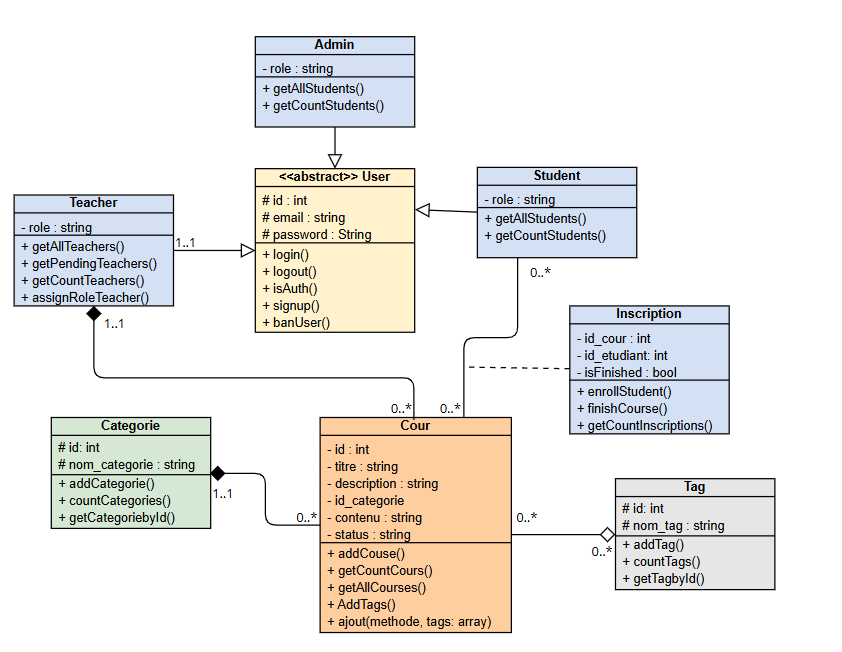 Admin
- role : string
+ getAllStudents()
+ getCountStudents()
<<abstract>> User
# id : int
# email : string
# password : String
+ login()
+ logout()
+ isAuth()
+ signup()
+ banUser()
Student
- role : string
+ getAllStudents()
+ getCountStudents()
Teacher
- role : string
+ getAllTeachers()
+ getPendingTeachers()
+ getCountTeachers()
+ assignRoleTeacher()
1..1
1..1
0..*
Inscription
- id_cour : int
- id_etudiant: int
- isFinished : bool
+ enrollStudent()
+ finishCourse()
+ getCountInscriptions()
0..*
0..*
Categorie
# id: int
# nom_categorie : string
+ addCategorie()
+ countCategories()
+ getCategoriebyId()
1..1
0..*
Cour
- id : int
- titre : string
- description : string
- id_categorie
- contenu : string
- status : string
+ addCouse()
+ getCountCours()
+ getAllCourses()
+ AddTags()
+ ajout(methode, tags: array)
0..*
0..*
Tag
# id: int
# nom_tag : string
+ addTag()
+ countTags()
+ getTagbyId()